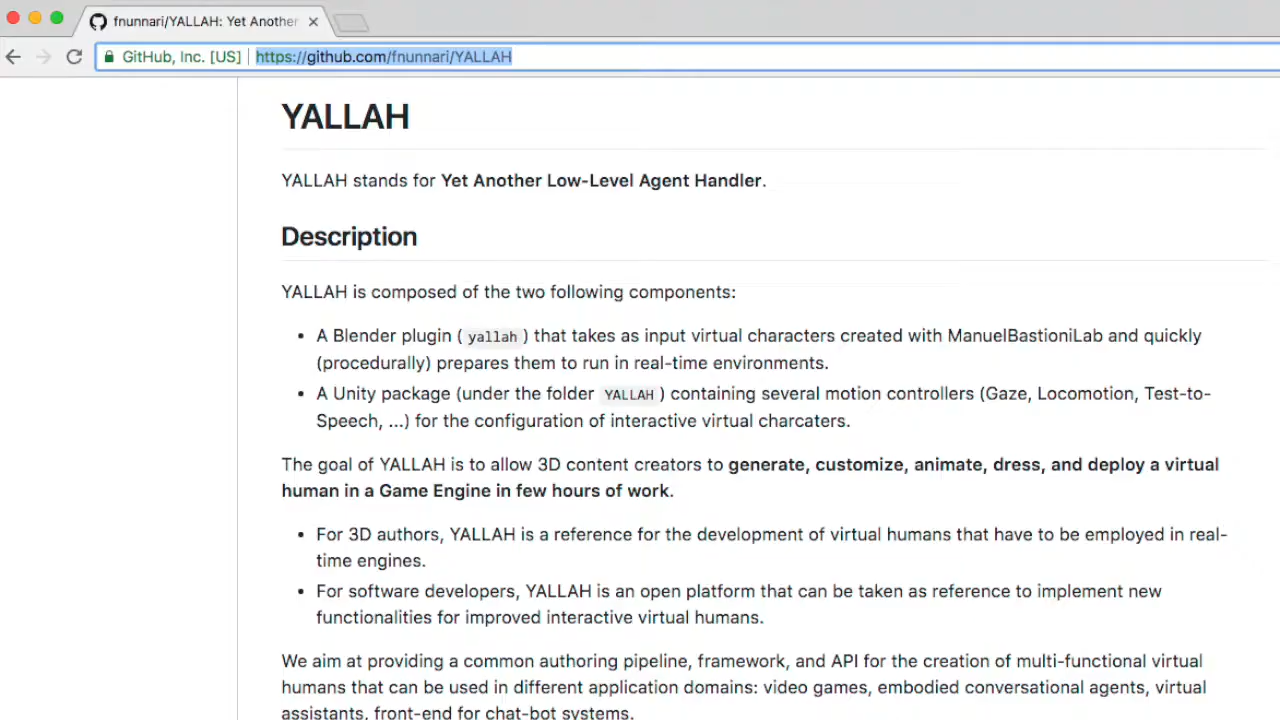 fnunnari/YALLAH: Yet Another
GitHub, Inc. [US] https://github.com/fnunnari/YALLAH
YALLAH
YALLAH stands for Yet Another Low-Level Agent Handler.
Description
YALLAH is composed of the two following components:
• A Blender plugin ( yallah ) that takes as input virtual characters created with ManuelBastioniLab and quickly
(procedurally) prepares them to run in real-time environments.
• A Unity package (under the folder YALLAH ) containing several motion controllers (Gaze, Locomotion, Test-to-
Speech, ...) for the configuration of interactive virtual charcaters.
The goal of YALLAH is to allow 3D content creators to generate, customize, animate, dress, and deploy a virtual
human in a Game Engine in few hours of work.
• For 3D authors, YALLAH is a reference for the development of virtual humans that have to be employed in real-
time engines.
• For software developers, YALLAH is an open platform that can be taken as reference to implement new
functionalities for improved interactive virtual humans.
We aim at providing a common authoring pipeline, framework, and API for the creation of multi-functional virtual
humans that can be used in different application domains: video games, embodied conversational agents, virtual
assistants, front-end for chat-bot systems.